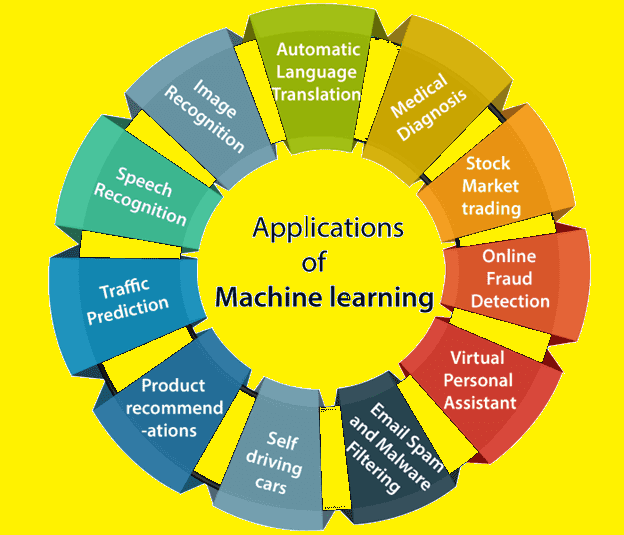 Applications
of
Machine learning
Automatic
Language
Translation
Medical
Diagnosis
Stock
Market
trading
Online
Fraud
Detection
Virtual
Personal
Assistant
Email Spam
and Malware
Filtering
Self
driving
cars
Product
recommend
-ations
Traffic
Prediction
Speech
Recognition
Image
Recognition